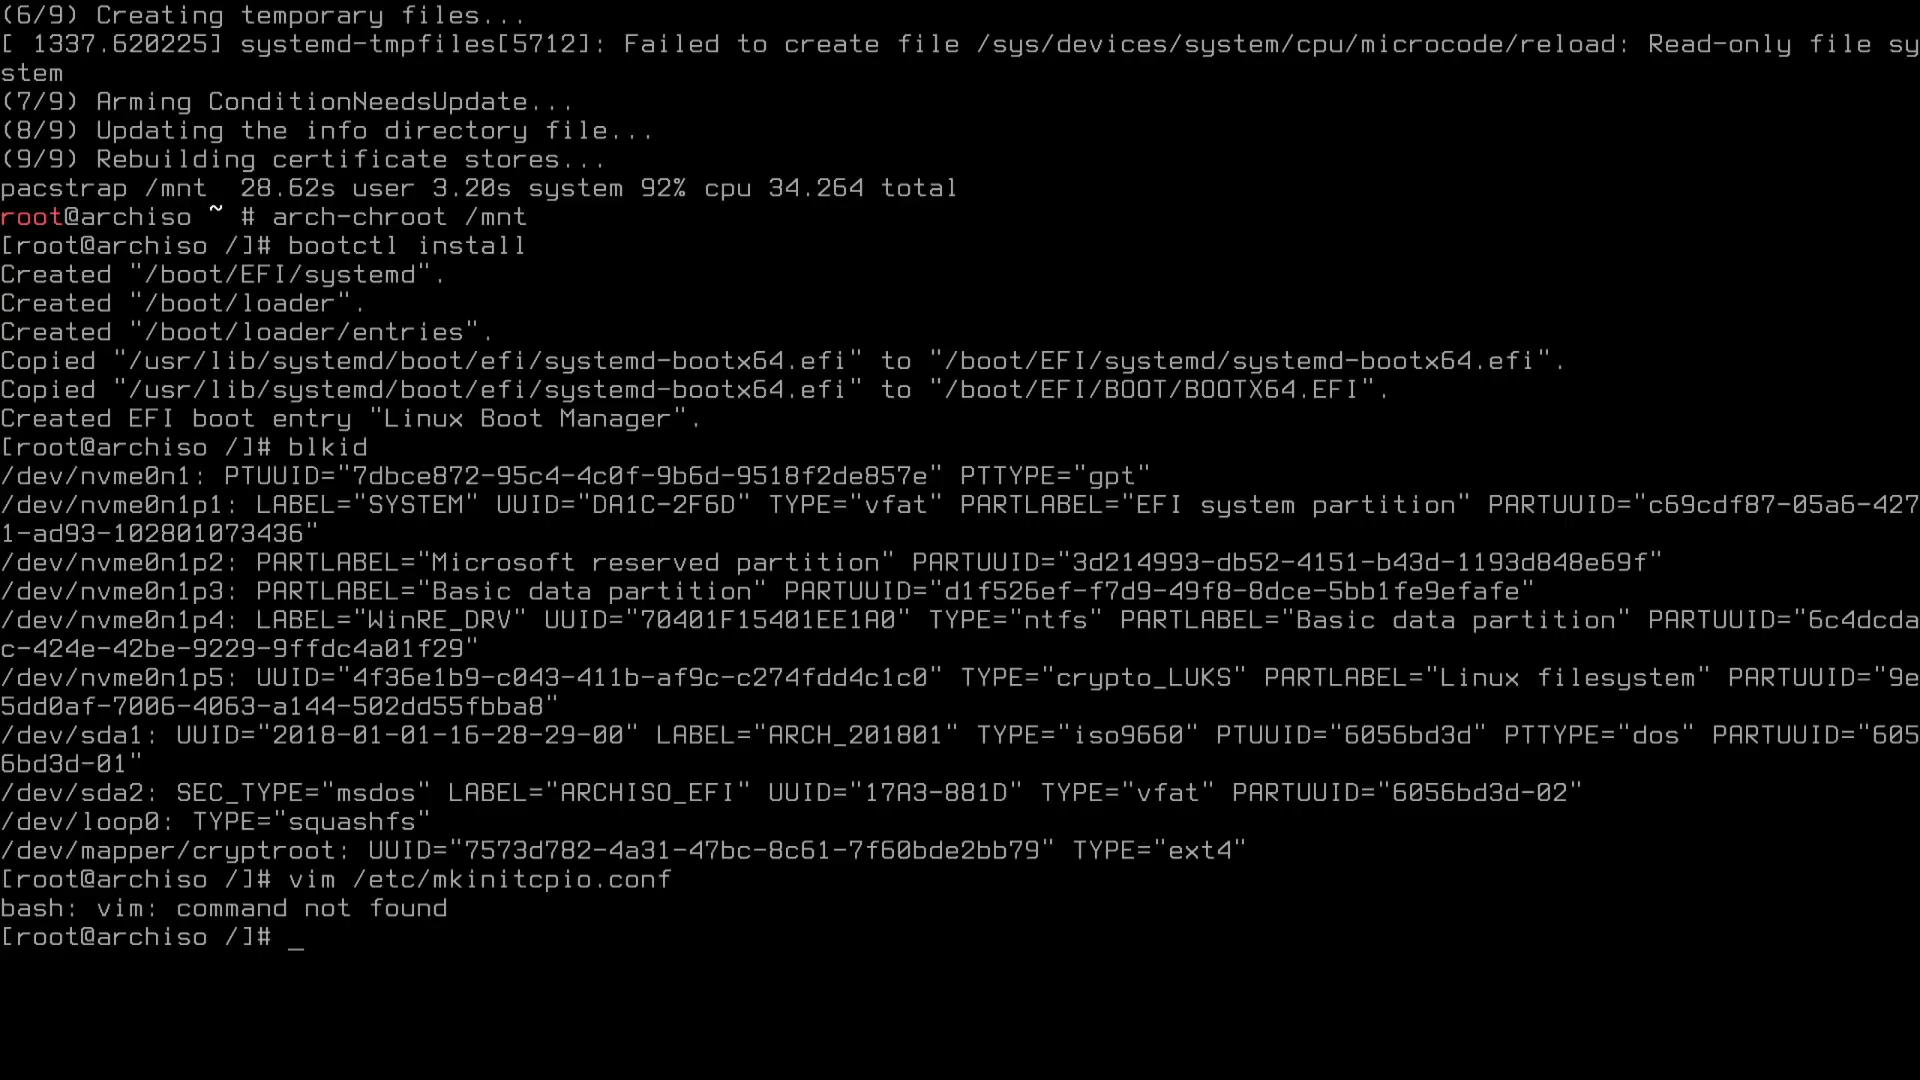 (6/9) Creating temporary files...
[ 1337.620225] systemd-tmpfiles[5712]: Failed to create file /sys/devices/system/cpu/microcode/reload: Read-only file sy
stem
(7/9) Arming ConditionNeedsUpdate...
(8/9) Updating the info directory file...
(9/9) Rebuilding certificate stores...
pacstrap /mnt  28.62s user 3.20s system 92% cpu 34.264 total
root@archiso ~ # arch-chroot /mnt
[root@archiso /]# bootctl install
Created "/boot/EFI/systemd".
Created "/boot/loader".
Created "/boot/loader/entries".
Copied "/usr/lib/systemd/boot/efi/systemd-bootx64.efi" to "/boot/EFI/systemd/systemd-bootx64.efi".
Copied "/usr/lib/systemd/boot/efi/systemd-bootx64.efi" to "/boot/EFI/BOOT/BOOTX64.EFI".
Created EFI boot entry "Linux Boot Manager".
[root@archiso /]# blkid
/dev/nvme0n1: PTUUID="7dbce872-95c4-4c0f-9b6d-9518f2de857e" PTTYPE="gpt"
/dev/nvme0n1p1: LABEL="SYSTEM" UUID="DA1C-2F6D" TYPE="vfat" PARTLABEL="EFI system partition" PARTUUID="c69cdf87-05a6-427
1-ad93-102801073436"
/dev/nvme0n1p2: PARTLABEL="Microsoft reserved partition" PARTUUID="3d214993-db52-4151-b43d-1193d848e69f"
/dev/nvme0n1p3: PARTLABEL="Basic data partition" PARTUUID="d1f526ef-f7d9-49f8-8dce-5bb1fe9efafe"
/dev/nvme0n1p4: LABEL="WinRE_DRV" UUID="70401F15401EE1A0" TYPE="ntfs" PARTLABEL="Basic data partition" PARTUUID="6c4dcda
c-424e-42be-9229-9ffdc4a01f29"
/dev/nvme0n1p5: UUID="4f36e1b9-c043-411b-af9c-c274fdd4c1c0" TYPE="crypto_LUKS" PARTLABEL="Linux filesystem" PARTUUID="9e
5dd0af-7006-4063-a144-502dd55fbba8"
/dev/sda1: UUID="2018-01-01-16-28-29-00" LABEL="ARCH_201801" TYPE="iso9660" PTUUID="6056bd3d" PTTYPE="dos" PARTUUID="605
6bd3d-01"
/dev/sda2: SEC_TYPE="msdos" LABEL="ARCHISO_EFI" UUID="17A3-881D" TYPE="vfat" PARTUUID="6056bd3d-02"
/dev/loop0: TYPE="squashfs"
/dev/mapper/cryptroot: UUID="7573d782-4a31-47bc-8c61-7f60bde2bb79" TYPE="ext4"
[root@archiso /]# vim /etc/mkinitcpio.conf
bash: vim: command not found
[root@archiso /]# _